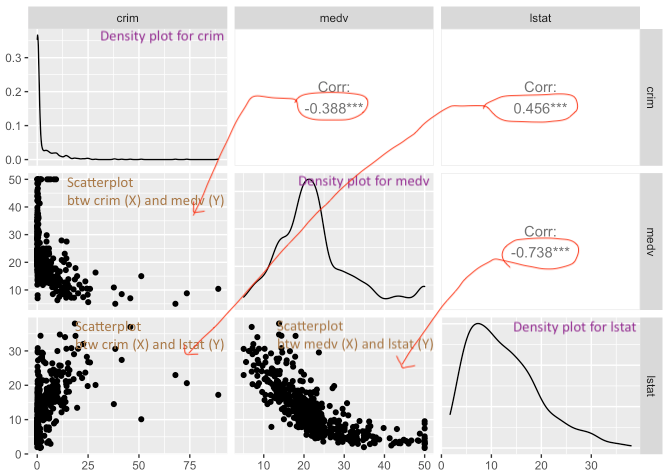 crim
medv
lstat
Density plot for crim
0.3
0.2
0.1
0.0
Corr:
-0.388***
Corr:
0.456***
crim
50
40
30
20
10
Scatterplot
btw crim (X) and medv (Y)
Density plot for medv
Corr:
-0.738***
medv
30
20
10
0
Scatterplot
btw crim (X) and lstat (Y)
Scatterplot
btw medv (X) and lstat (Y)
Density plot for lstat
lstat
0 25 50 75
10 20 30 40 50
0 10 20 30